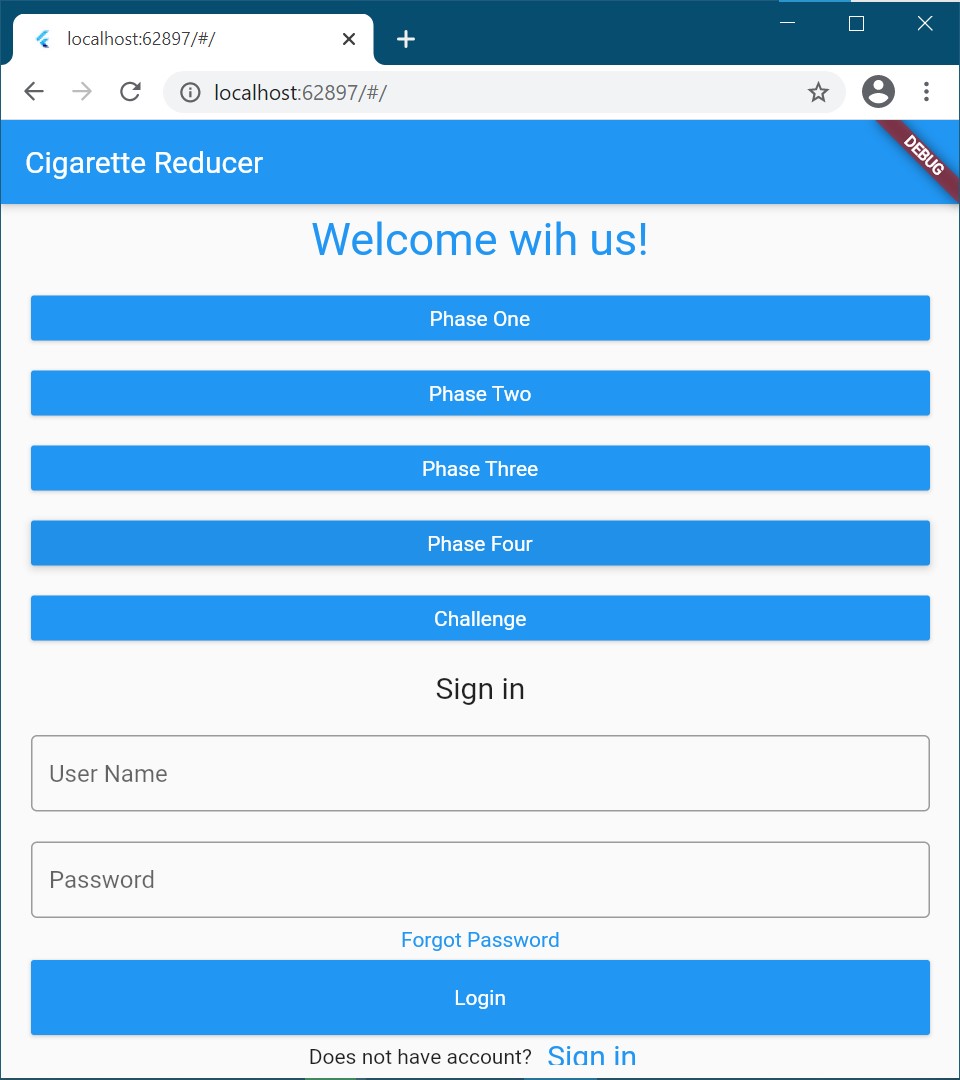 localhost:62897/#/
localhost:62897/#/
Cigarette Reducer
DEBUG
Welcome wih us!
Phase One
Phase Two
Phase Three
Phase Four
Challenge
Sign in
User Name
Password
Forgot Password
Login
Does not have account? Sign in